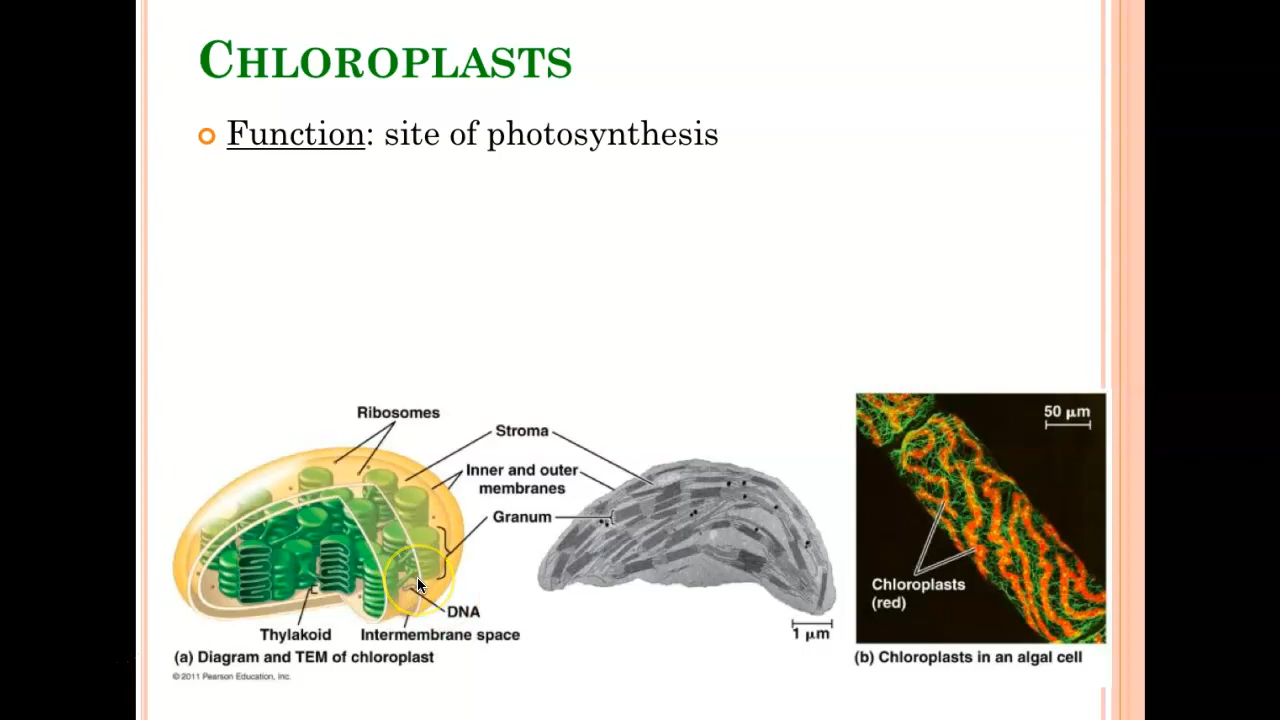 CHLOROPLASTS
Function: site of photosynthesis
Ribosomes
Stroma
Inner and outer
membranes
Granum
DNA
Thylakoid
Intermembrane space
1 μm
(a) Diagram and TEM of chloroplast
© 2011 Pearson Education, Inc.
50 μm
Chloroplasts
(red)
(b) Chloroplasts in an algal cell